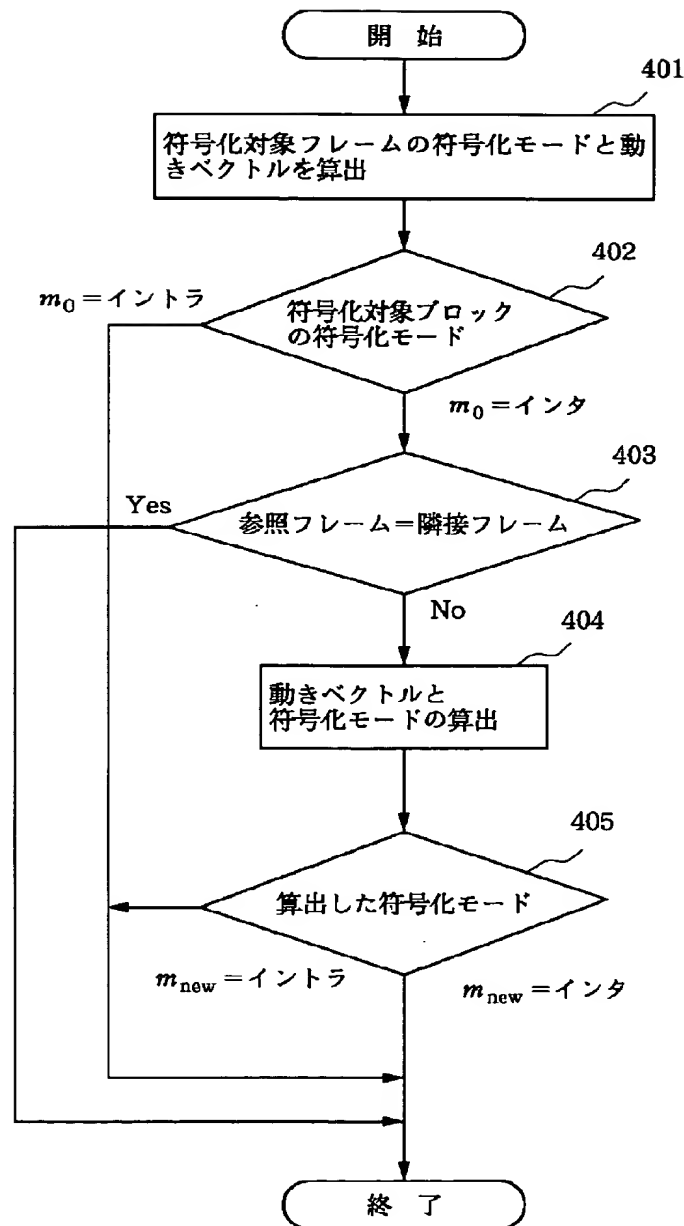 開 始
401
符号化対象フレームの符号化モードと動
きベクトルを算出
402
m0＝イントラ
符号化対象ブロック
の符号化モード
m0＝インタ
403
Yes
参照フレーム＝隣接フレーム
No
404
動きベクトルと
符号化モードの算出
405
算出した符号化モード
mnew＝イントラ
mnew＝インタ
終 了